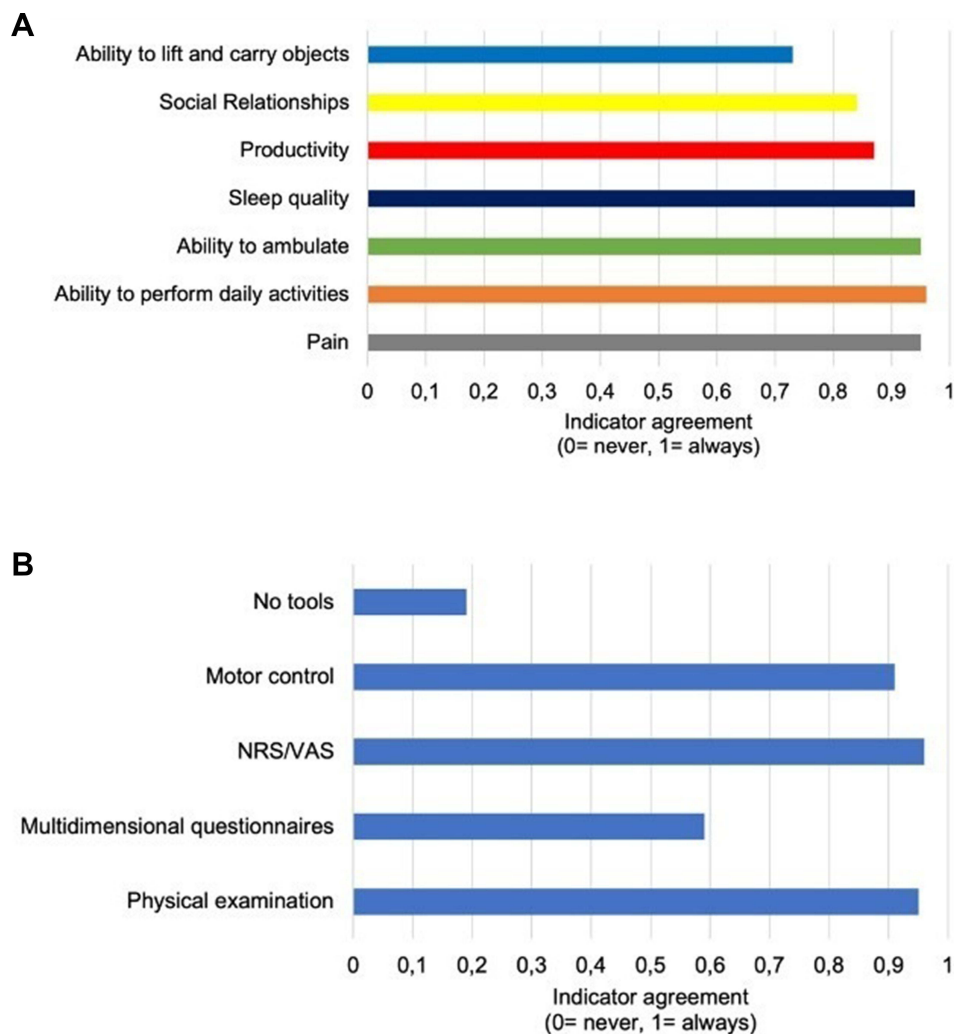 A
Ability to lift and carry objects
Social Relationships
Productivity
Sleep quality
Ability to ambulate
Ability to perform daily activities
Pain
0 0,1 0,2 0,3 0,4 0,5 0,6 0,7 0,8 0,9 1
Indicator agreement
(0= never, 1= always)
B
No tools
Motor control
NRS/VAS
Multidimensional questionnaires
Physical examination
0 0,1 0,2 0,3 0,4 0,5 0,6 0,7 0,8 0,9 1
Indicator agreement
(0= never, 1= always)